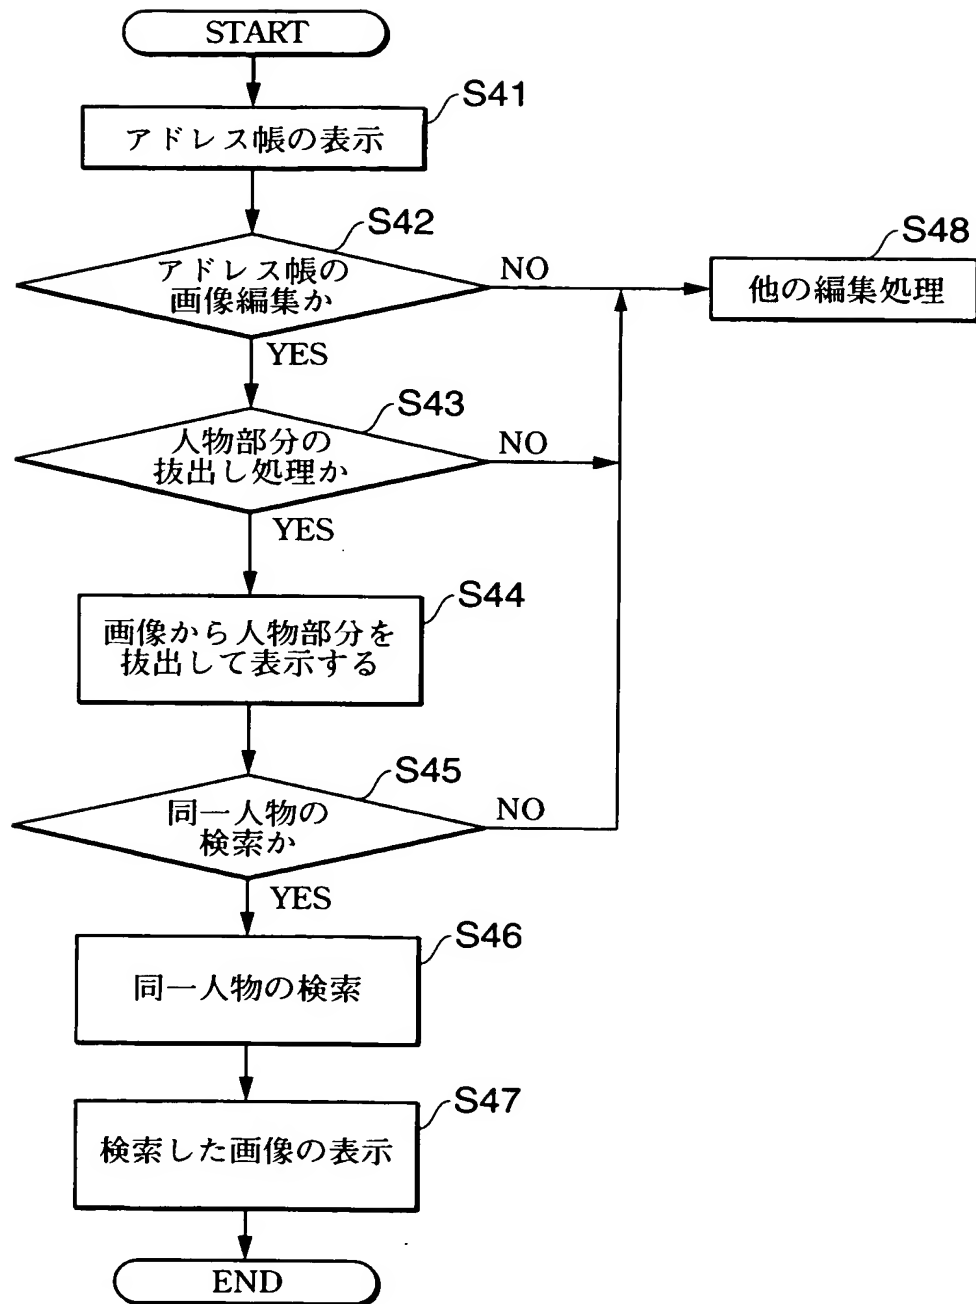 START
S41
アドレス帳の表示
S42
アドレス帳の
画像編集か
NO
YES
S48
他の編集処理
S43
人物部分の
抜出し処理か
NO
YES
S44
画像から人物部分を
抜出して表示する
S45
同一人物の
検索か
NO
YES
S46
同一人物の検索
S47
検索した画像の表示
END